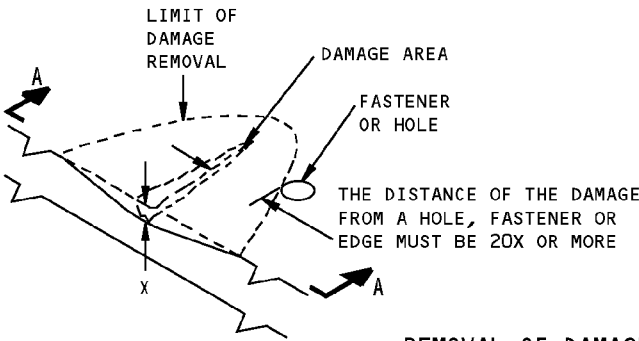 LIMIT OF
DAMAGE
REMOVAL
DAMAGE AREA
A
FASTENER
OR HOLE
THE DISTANCE OF THE DAMAGE
FROM A HOLE, FASTENER OR
EDGE MUST BE 20X OR MORE
A
X